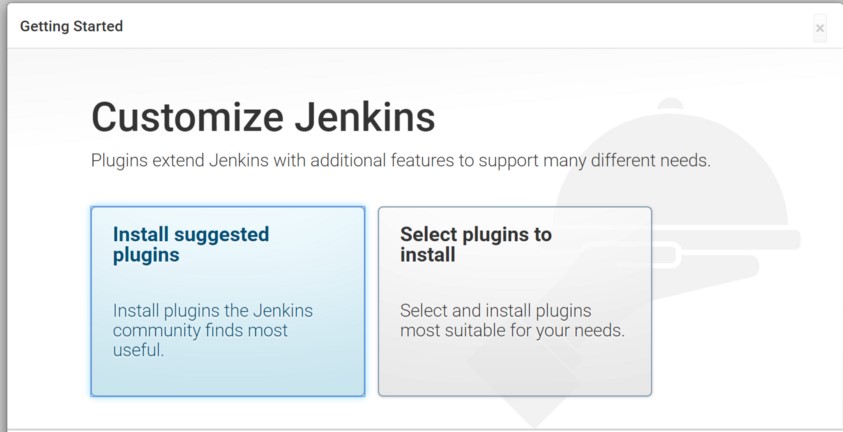 Getting Started
×
Customize Jenkins
Plugins extend Jenkins with additional features to support many different needs.
Install suggested
plugins
Install plugins the Jenkins
community finds most
useful.
Select plugins to
install
Select and install plugins
most suitable for your needs.